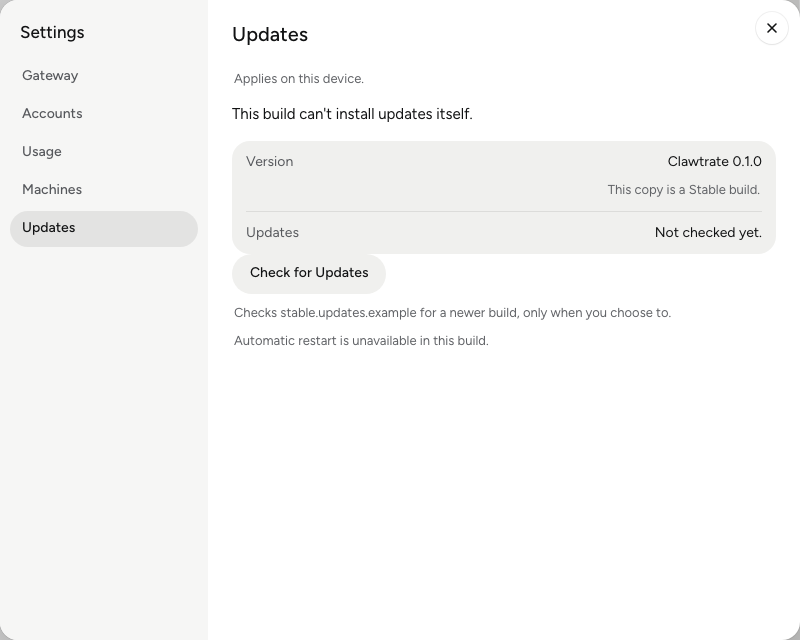 Settings
Gateway
Accounts
Usage
Machines
Updates
Updates
Applies on this device.
This build can't install updates itself.
Version
Clawtrate 0.1.0
This copy is a Stable build.
Updates
Not checked yet.
Check for Updates
Checks stable.updates.example for a newer build, only when you choose to.
Automatic restart is unavailable in this build.